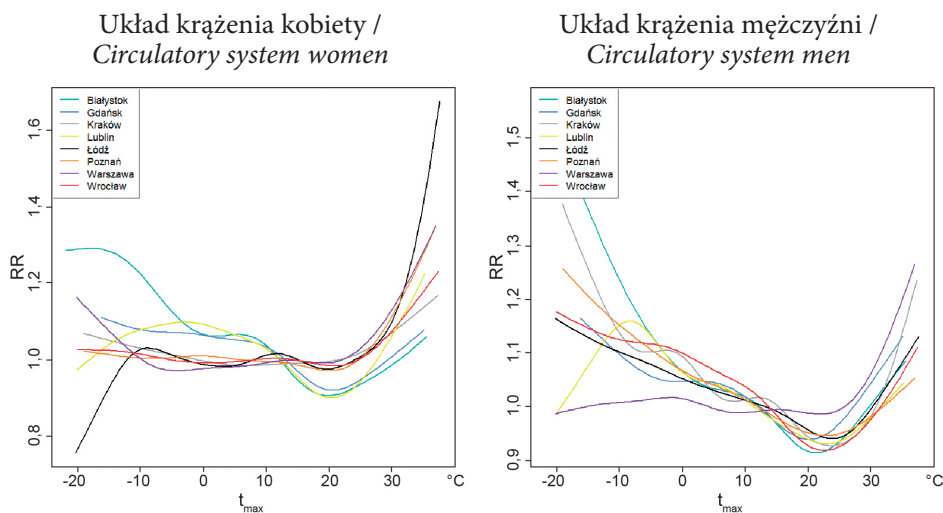 Układ krążenia kobiety /
Circulatory system women
Białystok
Gdańsk
Kraków
Lublin
Łódź
Poznań
Warszawa
Wrocław
RR
1,6
1,4
1,2
1,0
0,8
-20 -10 0 10 20 30 °C
tmax
Układ krążenia mężczyźni /
Circulatory system men
Białystok
Gdańsk
Kraków
Lublin
Łódź
Poznań
Warszawa
Wrocław
RR
1,5
1,4
1,3
1,2
1,1
1,0
0,9
-20 -10 0 10 20 30 °C
tmax